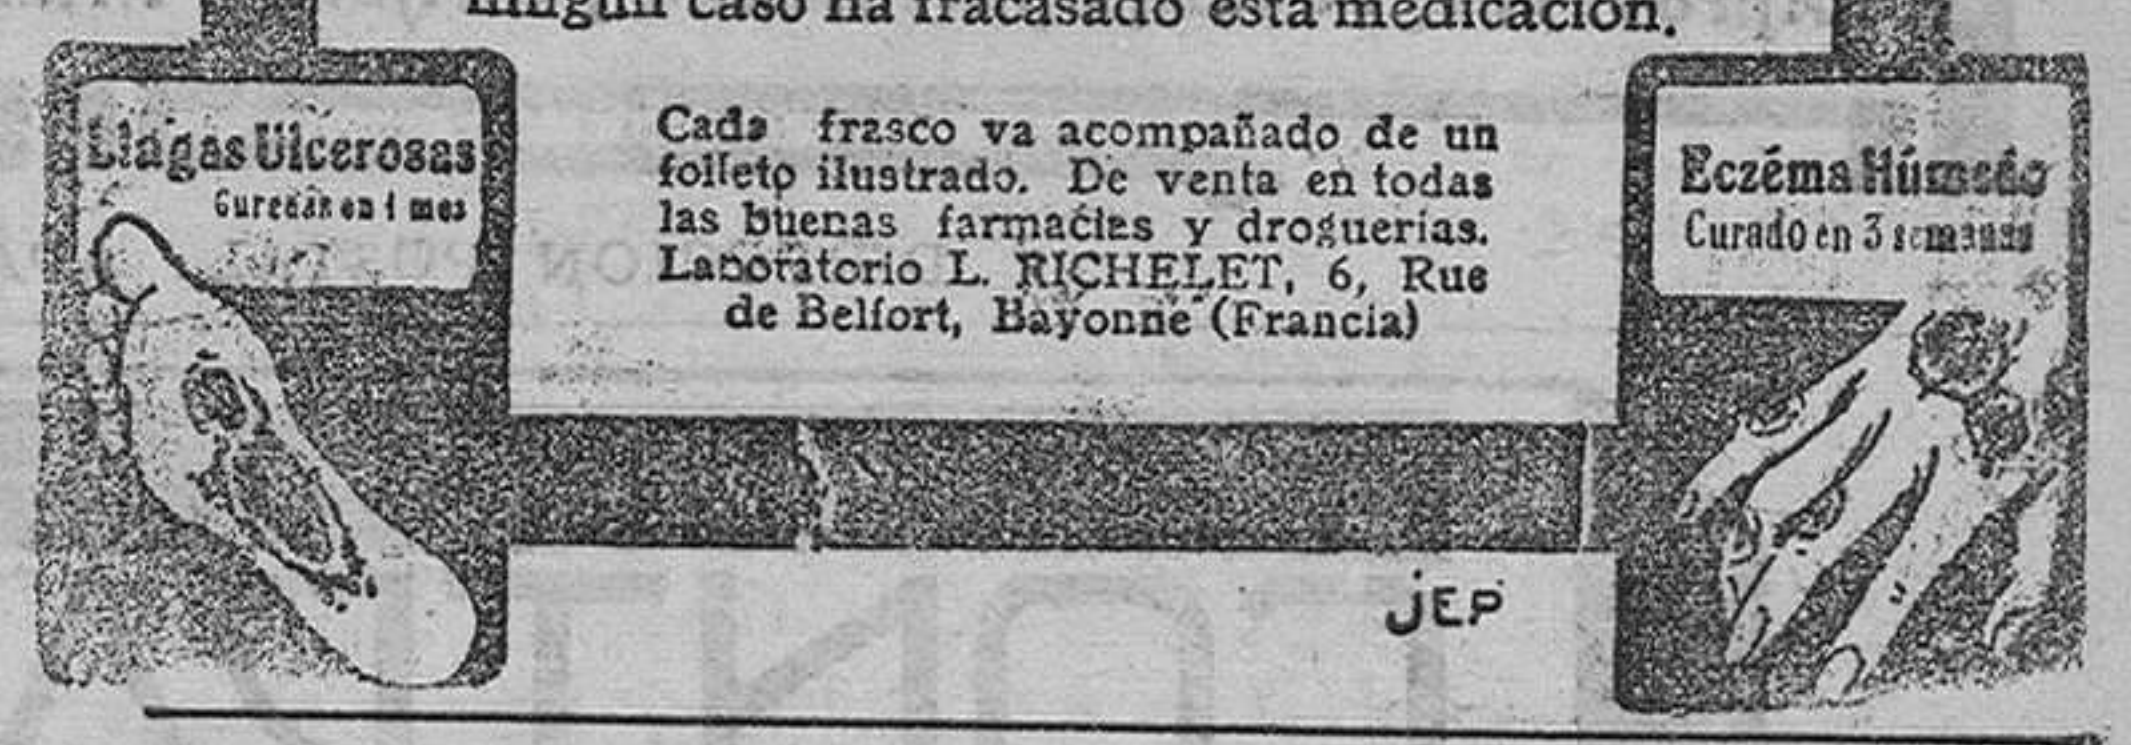 ningún caso ha fracasado esta medicación.
Llagas Ulcerosas
Curadas en 1 mes
Cada frasco va acompañado de un
folleto ilustrado. De venta en todas
las buenas farmacias y droguerías.
Laboratorio L. RICHELET, 6, Rue
de Belfort, Bayonne (Francia)
Eczéma Húmedo
Curado en 3 semanas
JEP